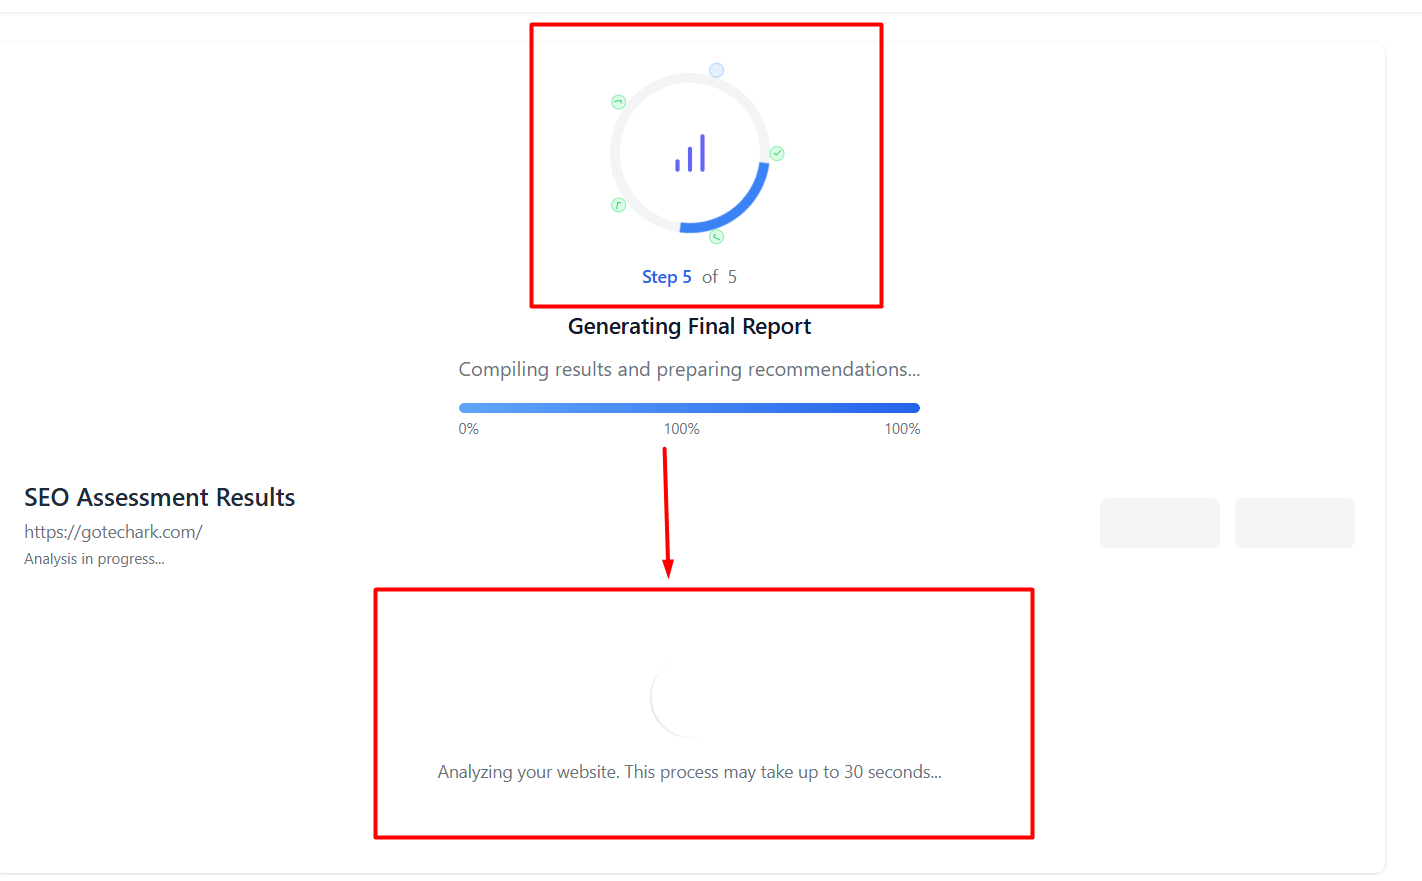 Step 5 of 5
Generating Final Report
Compiling results and preparing recommendations...
0% 100% 100%
SEO Assessment Results
https://gotechark.com/
Analysis in progress...
Analyzing your website. This process may take up to 30 seconds...